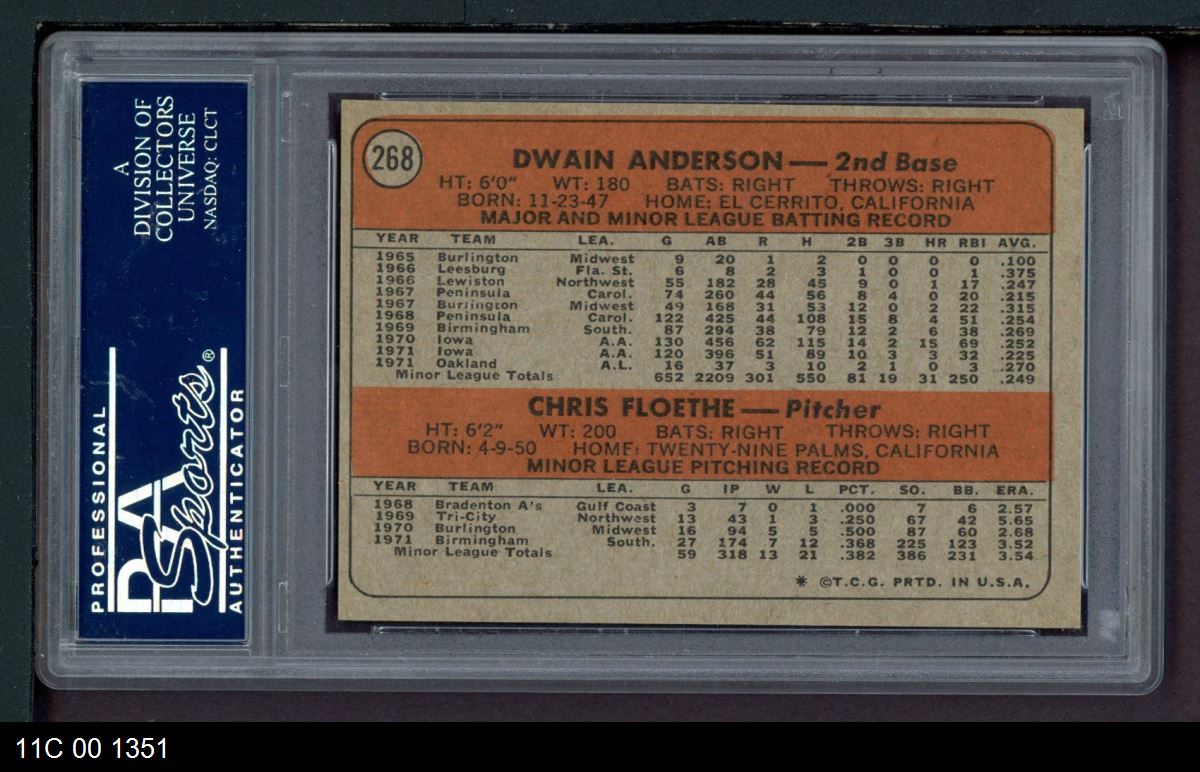 A
DIVISION OF
COLLECTORS
UNIVERSE
NASDAQ: CLCT
PROFESSIONAL
PSA
Sports®
AUTHENTICATOR
268
DWAIN ANDERSON — 2nd Base
HT: 6'0" WT: 180 BATS: RIGHT THROWS: RIGHT
BORN: 11-23-47 HOME: EL CERRITO, CALIFORNIA
MAJOR AND MINOR LEAGUE BATTING RECORD
YEAR TEAM LEA. G AB R H 2B 3B HR RBI AVG.
1965 Burlington Midwest 9 20 1 2 0 0 0 0 .100
1966 Leesburg Fla. St. 6 8 2 3 1 0 0 1 .375
1966 Lewiston Northwest 55 182 28 45 9 0 1 17 .247
1967 Peninsula Carol. 74 260 44 56 8 4 0 20 .215
1967 Burlington Midwest 49 168 31 53 12 0 2 22 .315
1968 Peninsula Carol. 122 425 44 108 15 8 4 51 .254
1969 Birmingham South. 87 294 38 79 12 2 6 38 .269
1970 Iowa A.A. 130 456 62 115 14 2 15 69 .252
1971 Iowa A.A. 120 396 51 89 10 3 3 32 .225
1971 Oakland A.L. 16 37 3 10 2 1 0 3 .270
Minor League Totals 652 2209 301 550 81 19 31 250 .249
CHRIS FLOETHE — Pitcher
HT: 6'2" WT: 200 BATS: RIGHT THROWS: RIGHT
BORN: 4-9-50 HOME: TWENTY-NINE PALMS, CALIFORNIA
MINOR LEAGUE PITCHING RECORD
YEAR TEAM LEA. G IP W L PCT. SO. BB. ERA.
1968 Bradenton A's Gulf Coast 3 7 0 1 .000 7 6 2.57
1969 Tri-City Northwest 13 43 1 3 .250 67 42 5.65
1970 Burlington Midwest 16 94 5 5 .500 87 60 2.68
1971 Birmingham South. 27 174 7 12 .368 225 123 3.52
Minor League Totals 59 318 13 21 .382 386 231 3.54
* ©T.C.G. PRTD. IN U.S.A.
11C 00 1351